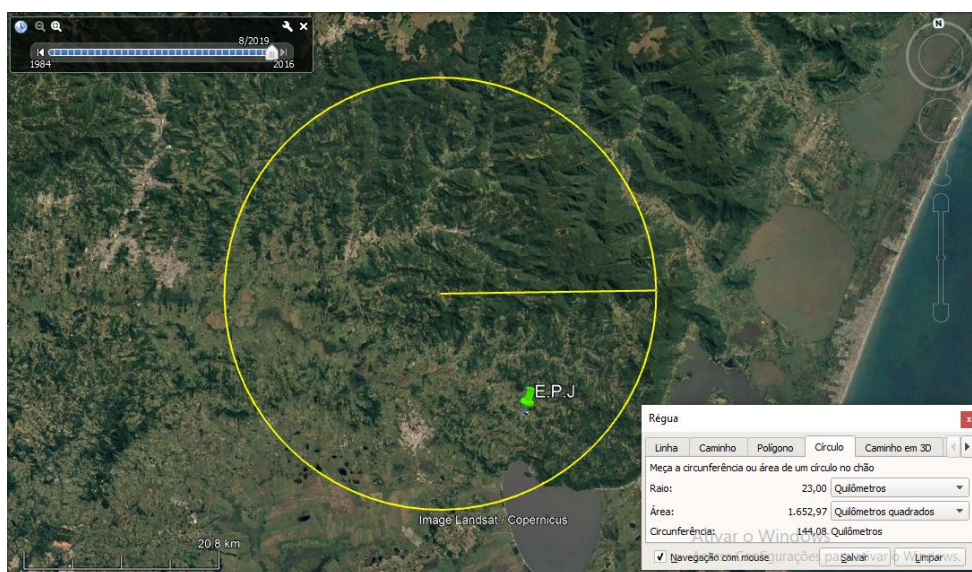 8/2019
1984
2016
N
E.P.J
Image Landsat / Copernicus
20.8 km
Régua
x
Linha Caminho Polígono Círculo Caminho em 3D
Meça a circunferência ou área de um círculo no chão
Raio: 23,00 Quilômetros
Área: 1.652,97 Quilômetros quadrados
Circunferência: 144,08 Quilômetros
Ativar o Windows
Navegação com mouse Salvar Limpar